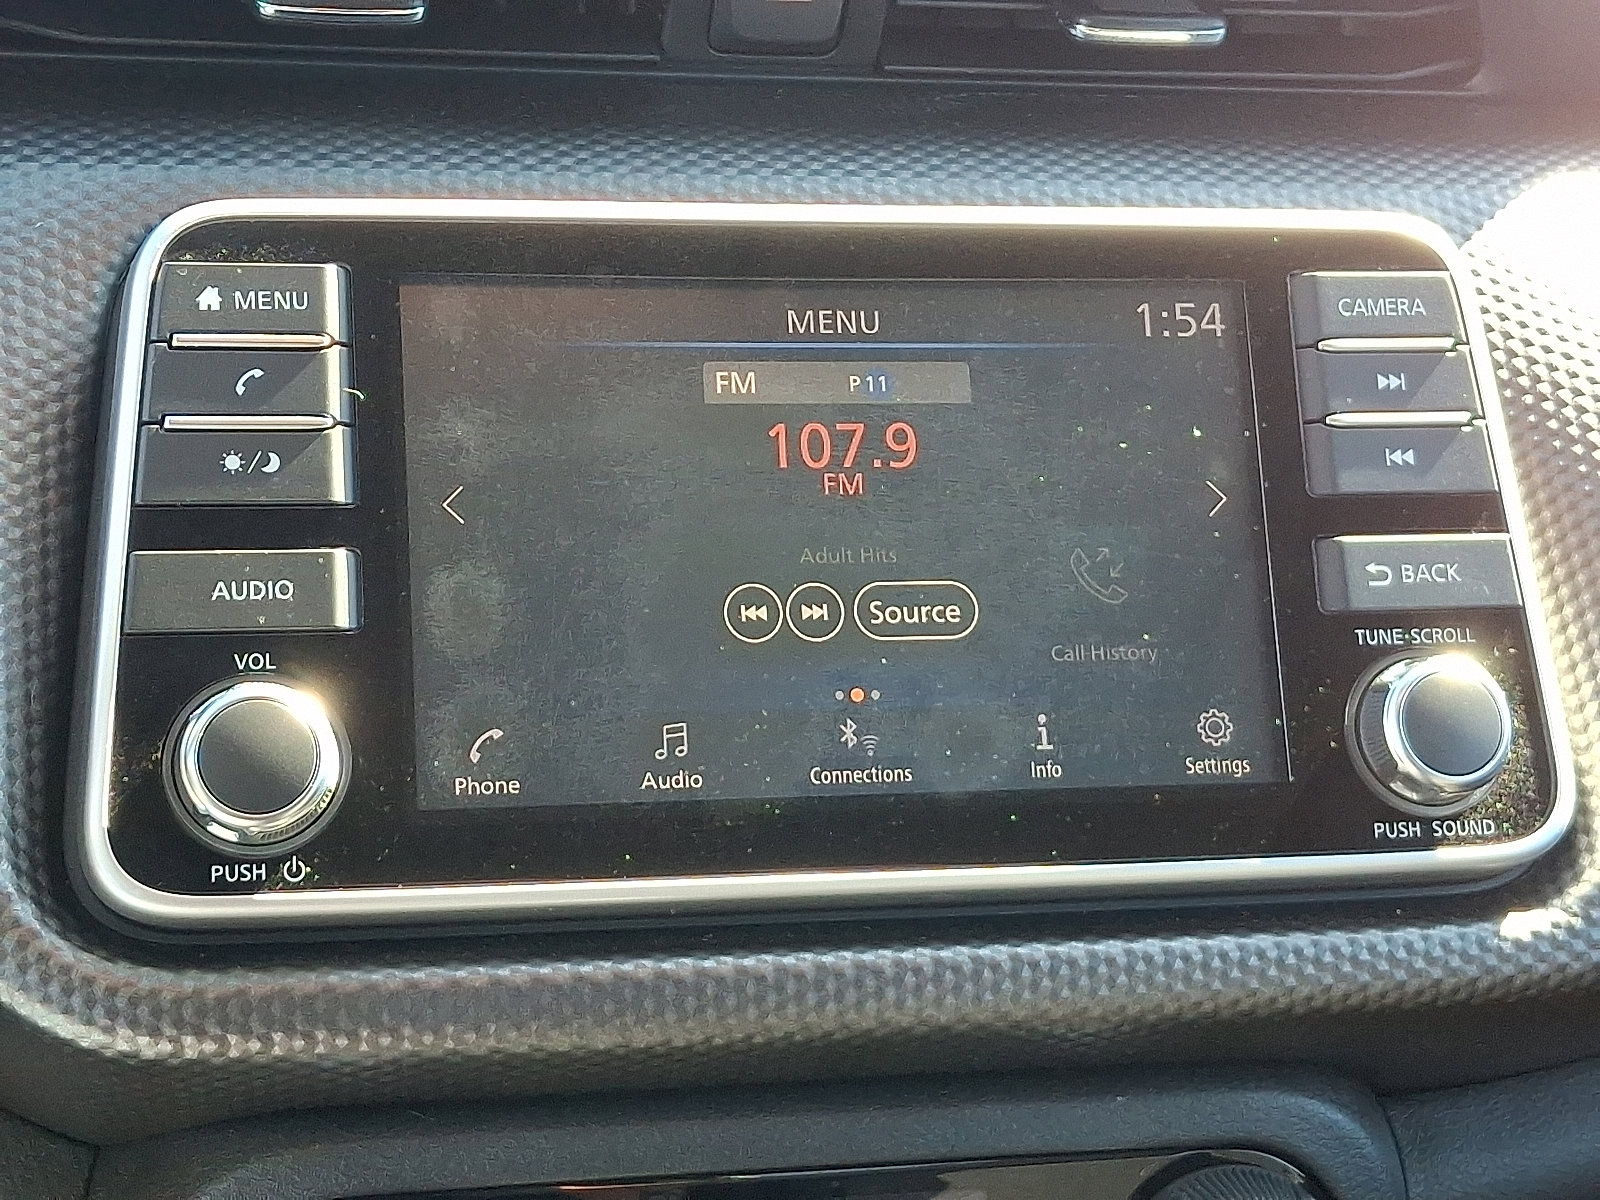 MENU
AUDIO
VOL
PUSH
MENU
1:54
FM P11
107.9
FM
Adult Hits
Source
Call History
Phone
Audio
Connections
Info
Settings
CAMERA
BACK
TUNE·SCROLL
PUSH SOUND